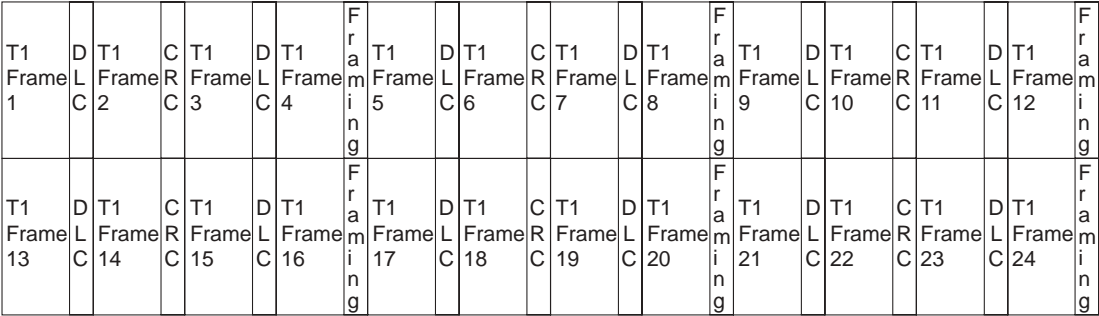 T1
Frame
1
DLC
T1
Frame
2
CRC
T1
Frame
3
DLC
T1
Frame
4
Framing
T1
Frame
5
DLC
T1
Frame
6
CRC
T1
Frame
7
DLC
T1
Frame
8
Framing
T1
Frame
9
DLC
T1
Frame
10
CRC
T1
Frame
11
DLC
T1
Frame
12
Framing
T1
Frame
13
DLC
T1
Frame
14
CRC
T1
Frame
15
DLC
T1
Frame
16
Framing
T1
Frame
17
DLC
T1
Frame
18
CRC
T1
Frame
19
DLC
T1
Frame
20
Framing
T1
Frame
21
DLC
T1
Frame
22
CRC
T1
Frame
23
DLC
T1
Frame
24
Framing